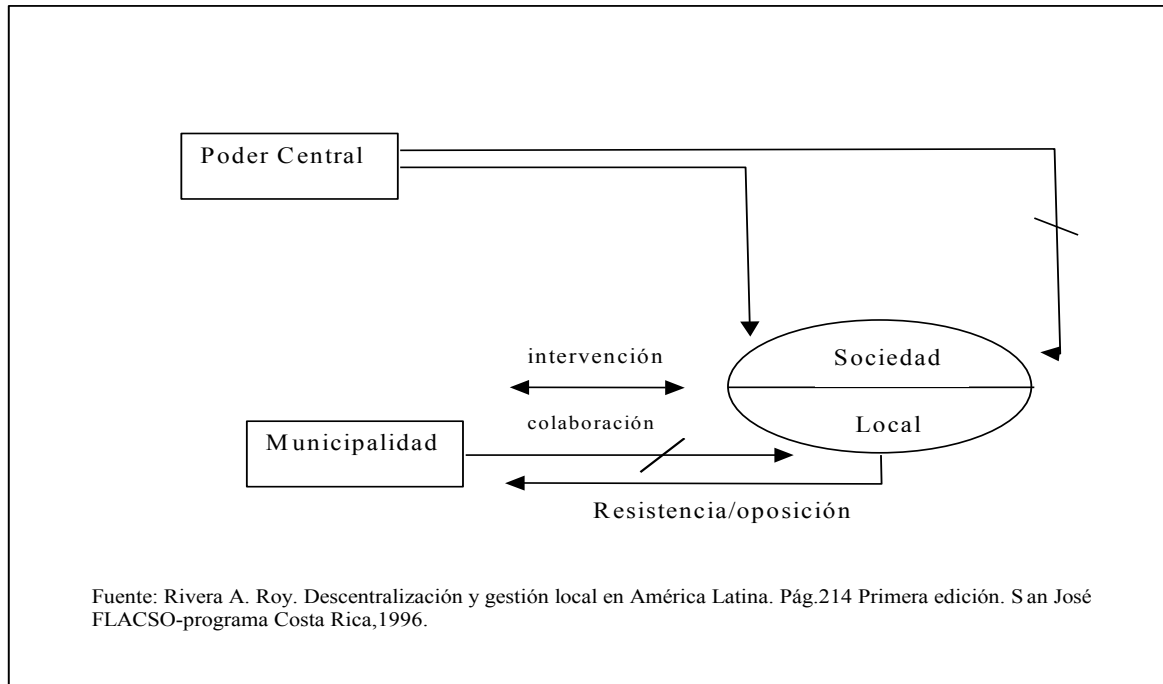 Poder Central
intervención
Sociedad
colaboración
Local
Municipalidad
Resistencia/oposición
Fuente: Rivera A. Roy. Descentralización y gestión local en América Latina. Pág.214 Primera edición. San José
FLACSO-programa Costa Rica,1996.